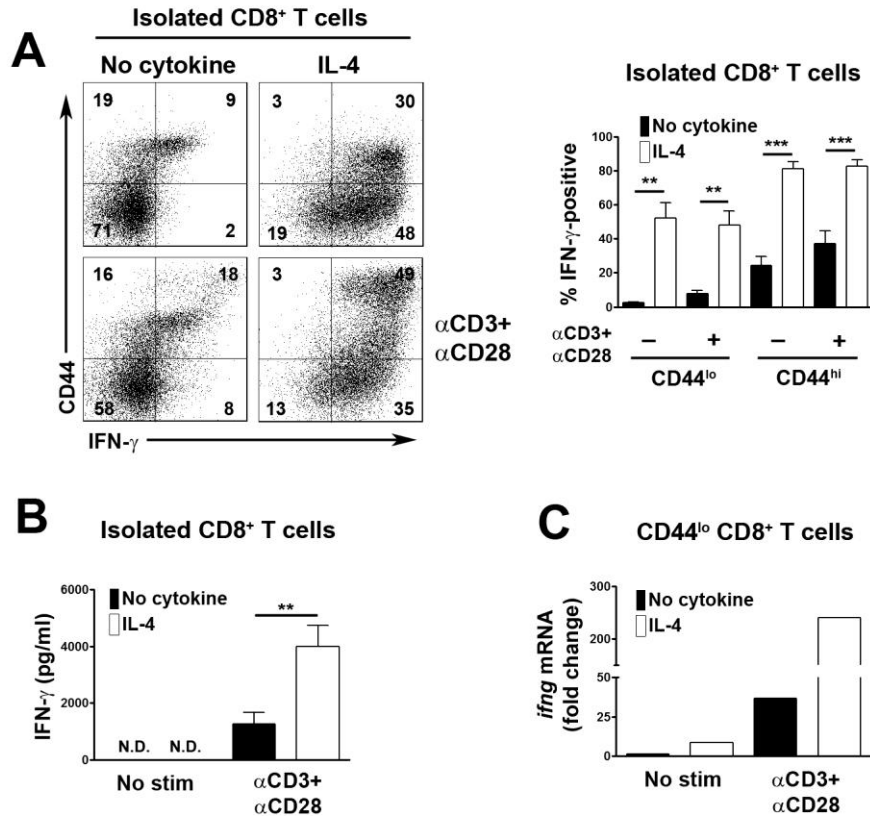 A
Isolated CD8⁺ T cells
No cytokine IL-4
19 9 3 30
71 2 19 48
16 18 3 49
58 8 13 35
CD44
IFN-γ
αCD3+
αCD28
Isolated CD8⁺ T cells
No cytokine
IL-4
% IFN-γ-positive
100
80
60
40
20
0
** ** *** ***
αCD3+
αCD28
− + − +
CD44ˡᵒ CD44ʰⁱ
B
Isolated CD8⁺ T cells
No cytokine
IL-4
IFN-γ (pg/ml)
6000
4000
2000
0
**
N.D. N.D.
No stim αCD3+
αCD28
C
CD44ˡᵒ CD8⁺ T cells
No cytokine
IL-4
ifng mRNA
(fold change)
300
200
50
25
0
No stim αCD3+
αCD28